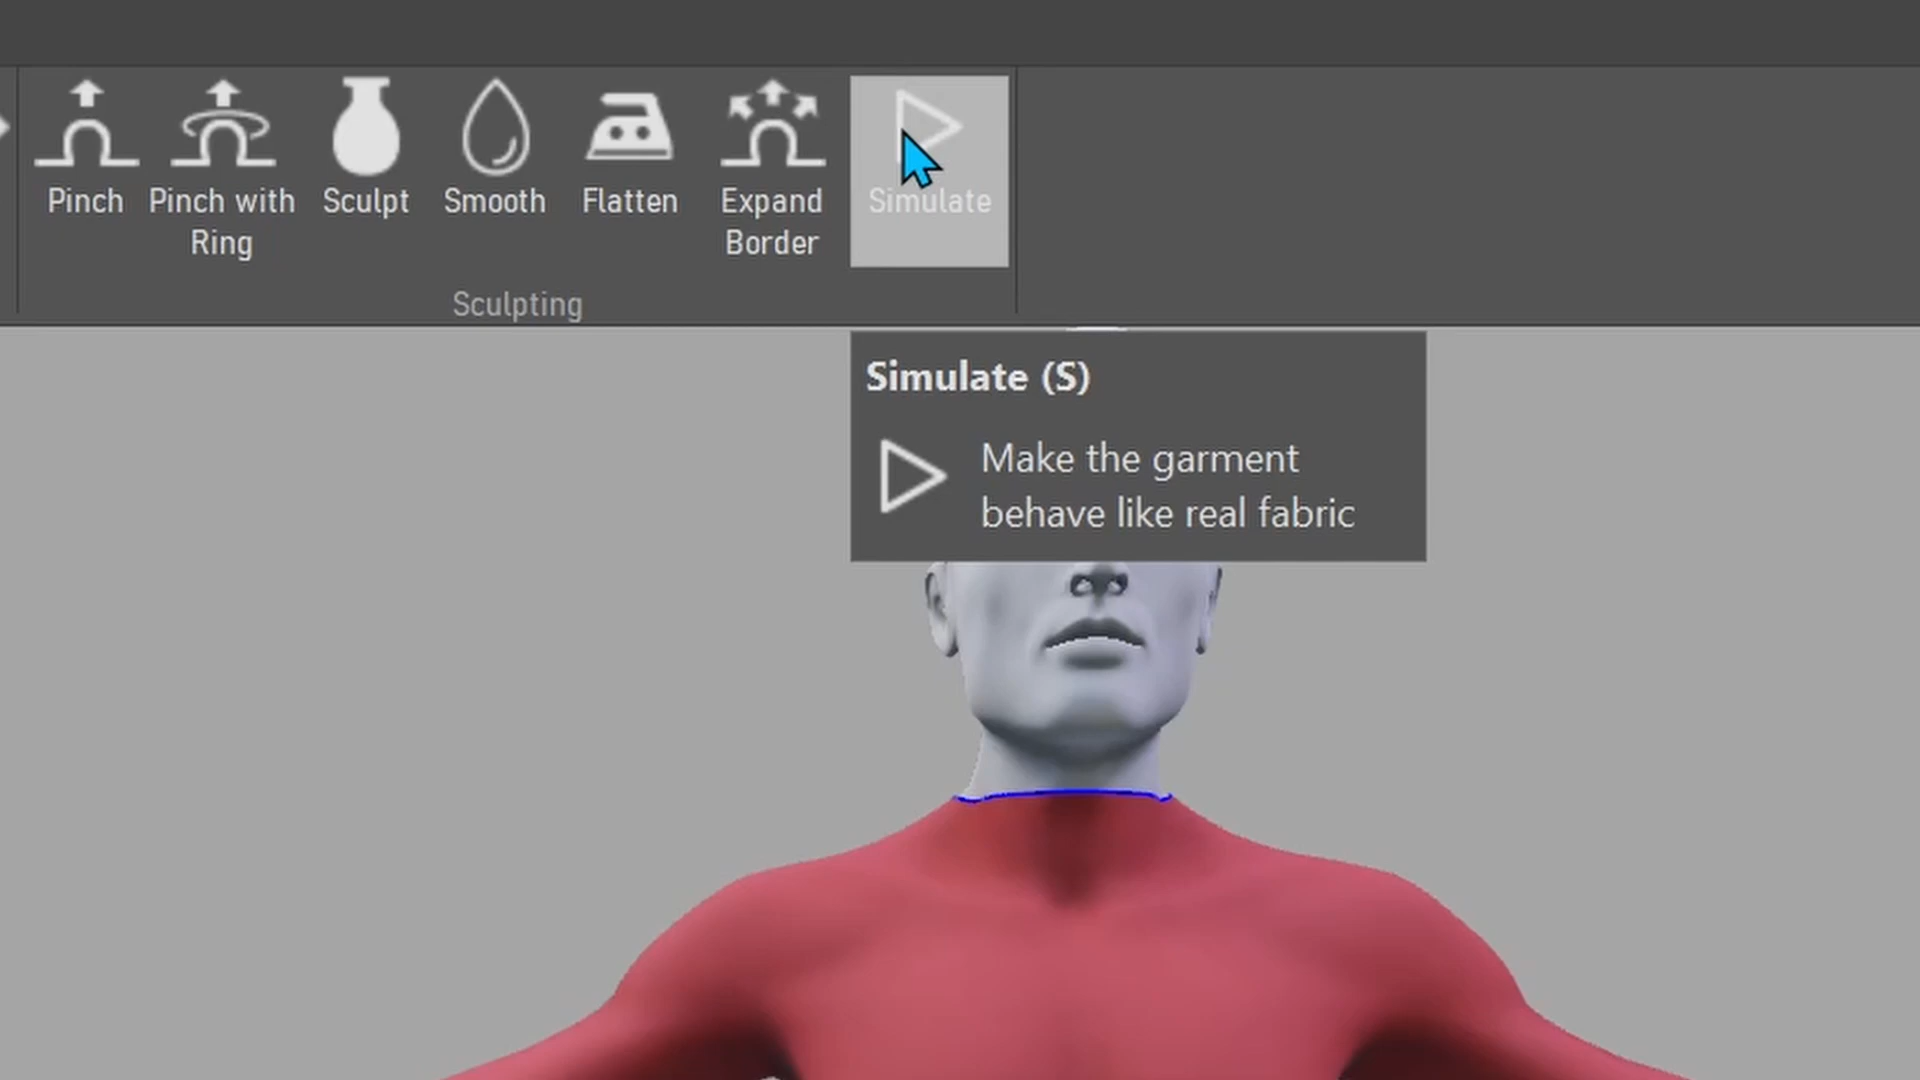 Pinch
Pinch with
Ring
Sculpt
Smooth
Flatten
Expand
Border
Simulate
Sculpting
Simulate (S)
Make the garment
behave like real fabric